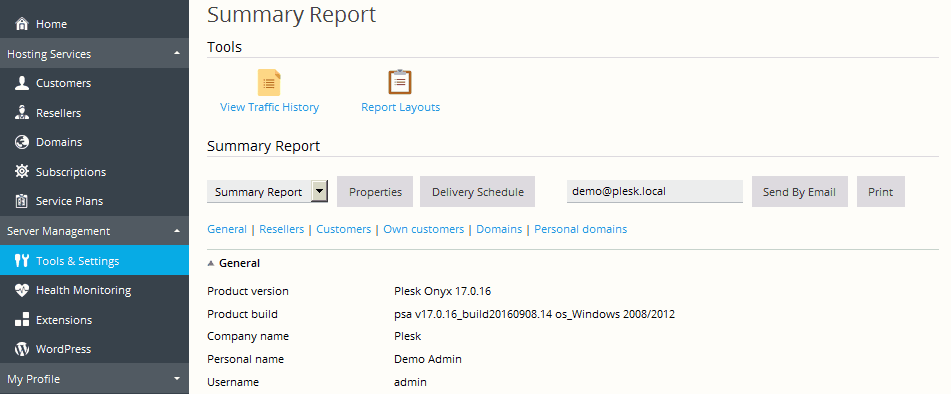 Home
Hosting Services
Customers
Resellers
Domains
Subscriptions
Service Plans
Server Management
Tools & Settings
Health Monitoring
Extensions
WordPress
My Profile
Summary Report
Tools
View Traffic History
Report Layouts
Summary Report
Summary Report Properties Delivery Schedule demo@plesk.local Send By Email Print
General | Resellers | Customers | Own customers | Domains | Personal domains
General
Product version Plesk Onyx 17.0.16
Product build psa v17.0.16_build20160908.14 os_Windows 2008/2012
Company name Plesk
Personal name Demo Admin
Username admin